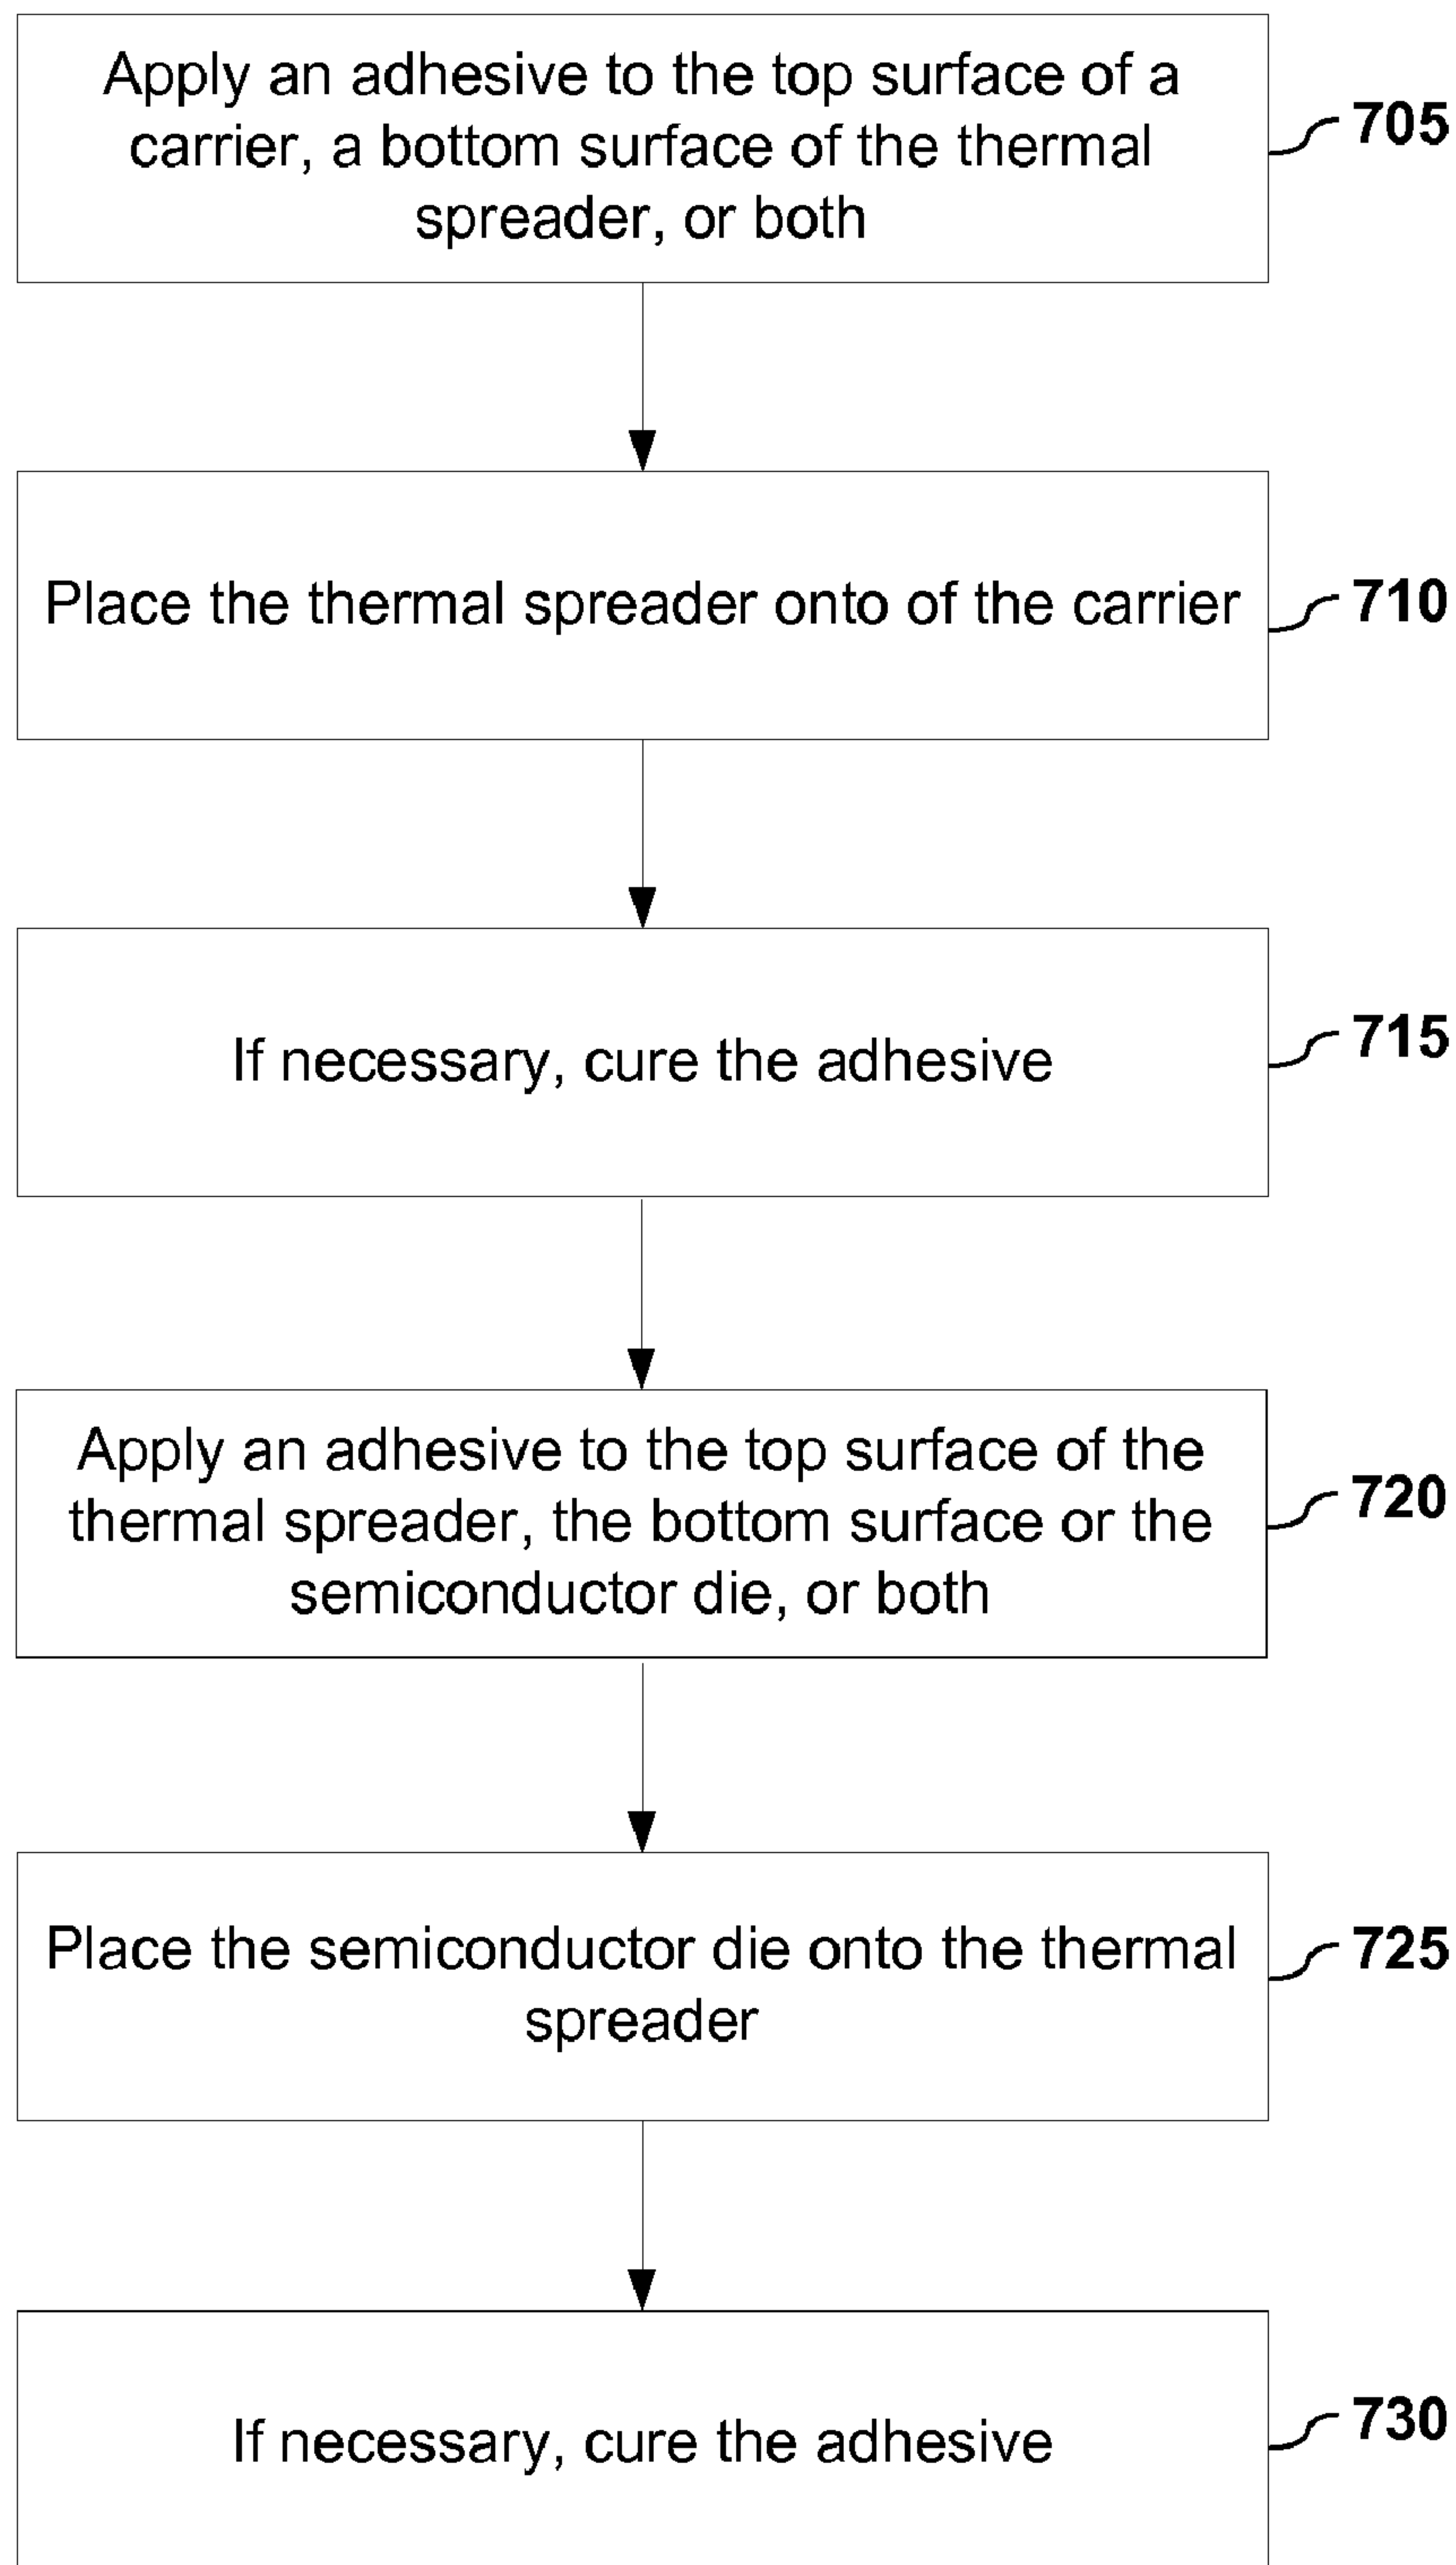 Apply an adhesive to the top surface of a
carrier, a bottom surface of the thermal
spreader, or both
705
Place the thermal spreader onto of the carrier
710
If necessary, cure the adhesive
715
Apply an adhesive to the top surface of the
thermal spreader, the bottom surface or the
semiconductor die, or both
720
Place the semiconductor die onto the thermal
spreader
725
If necessary, cure the adhesive
730